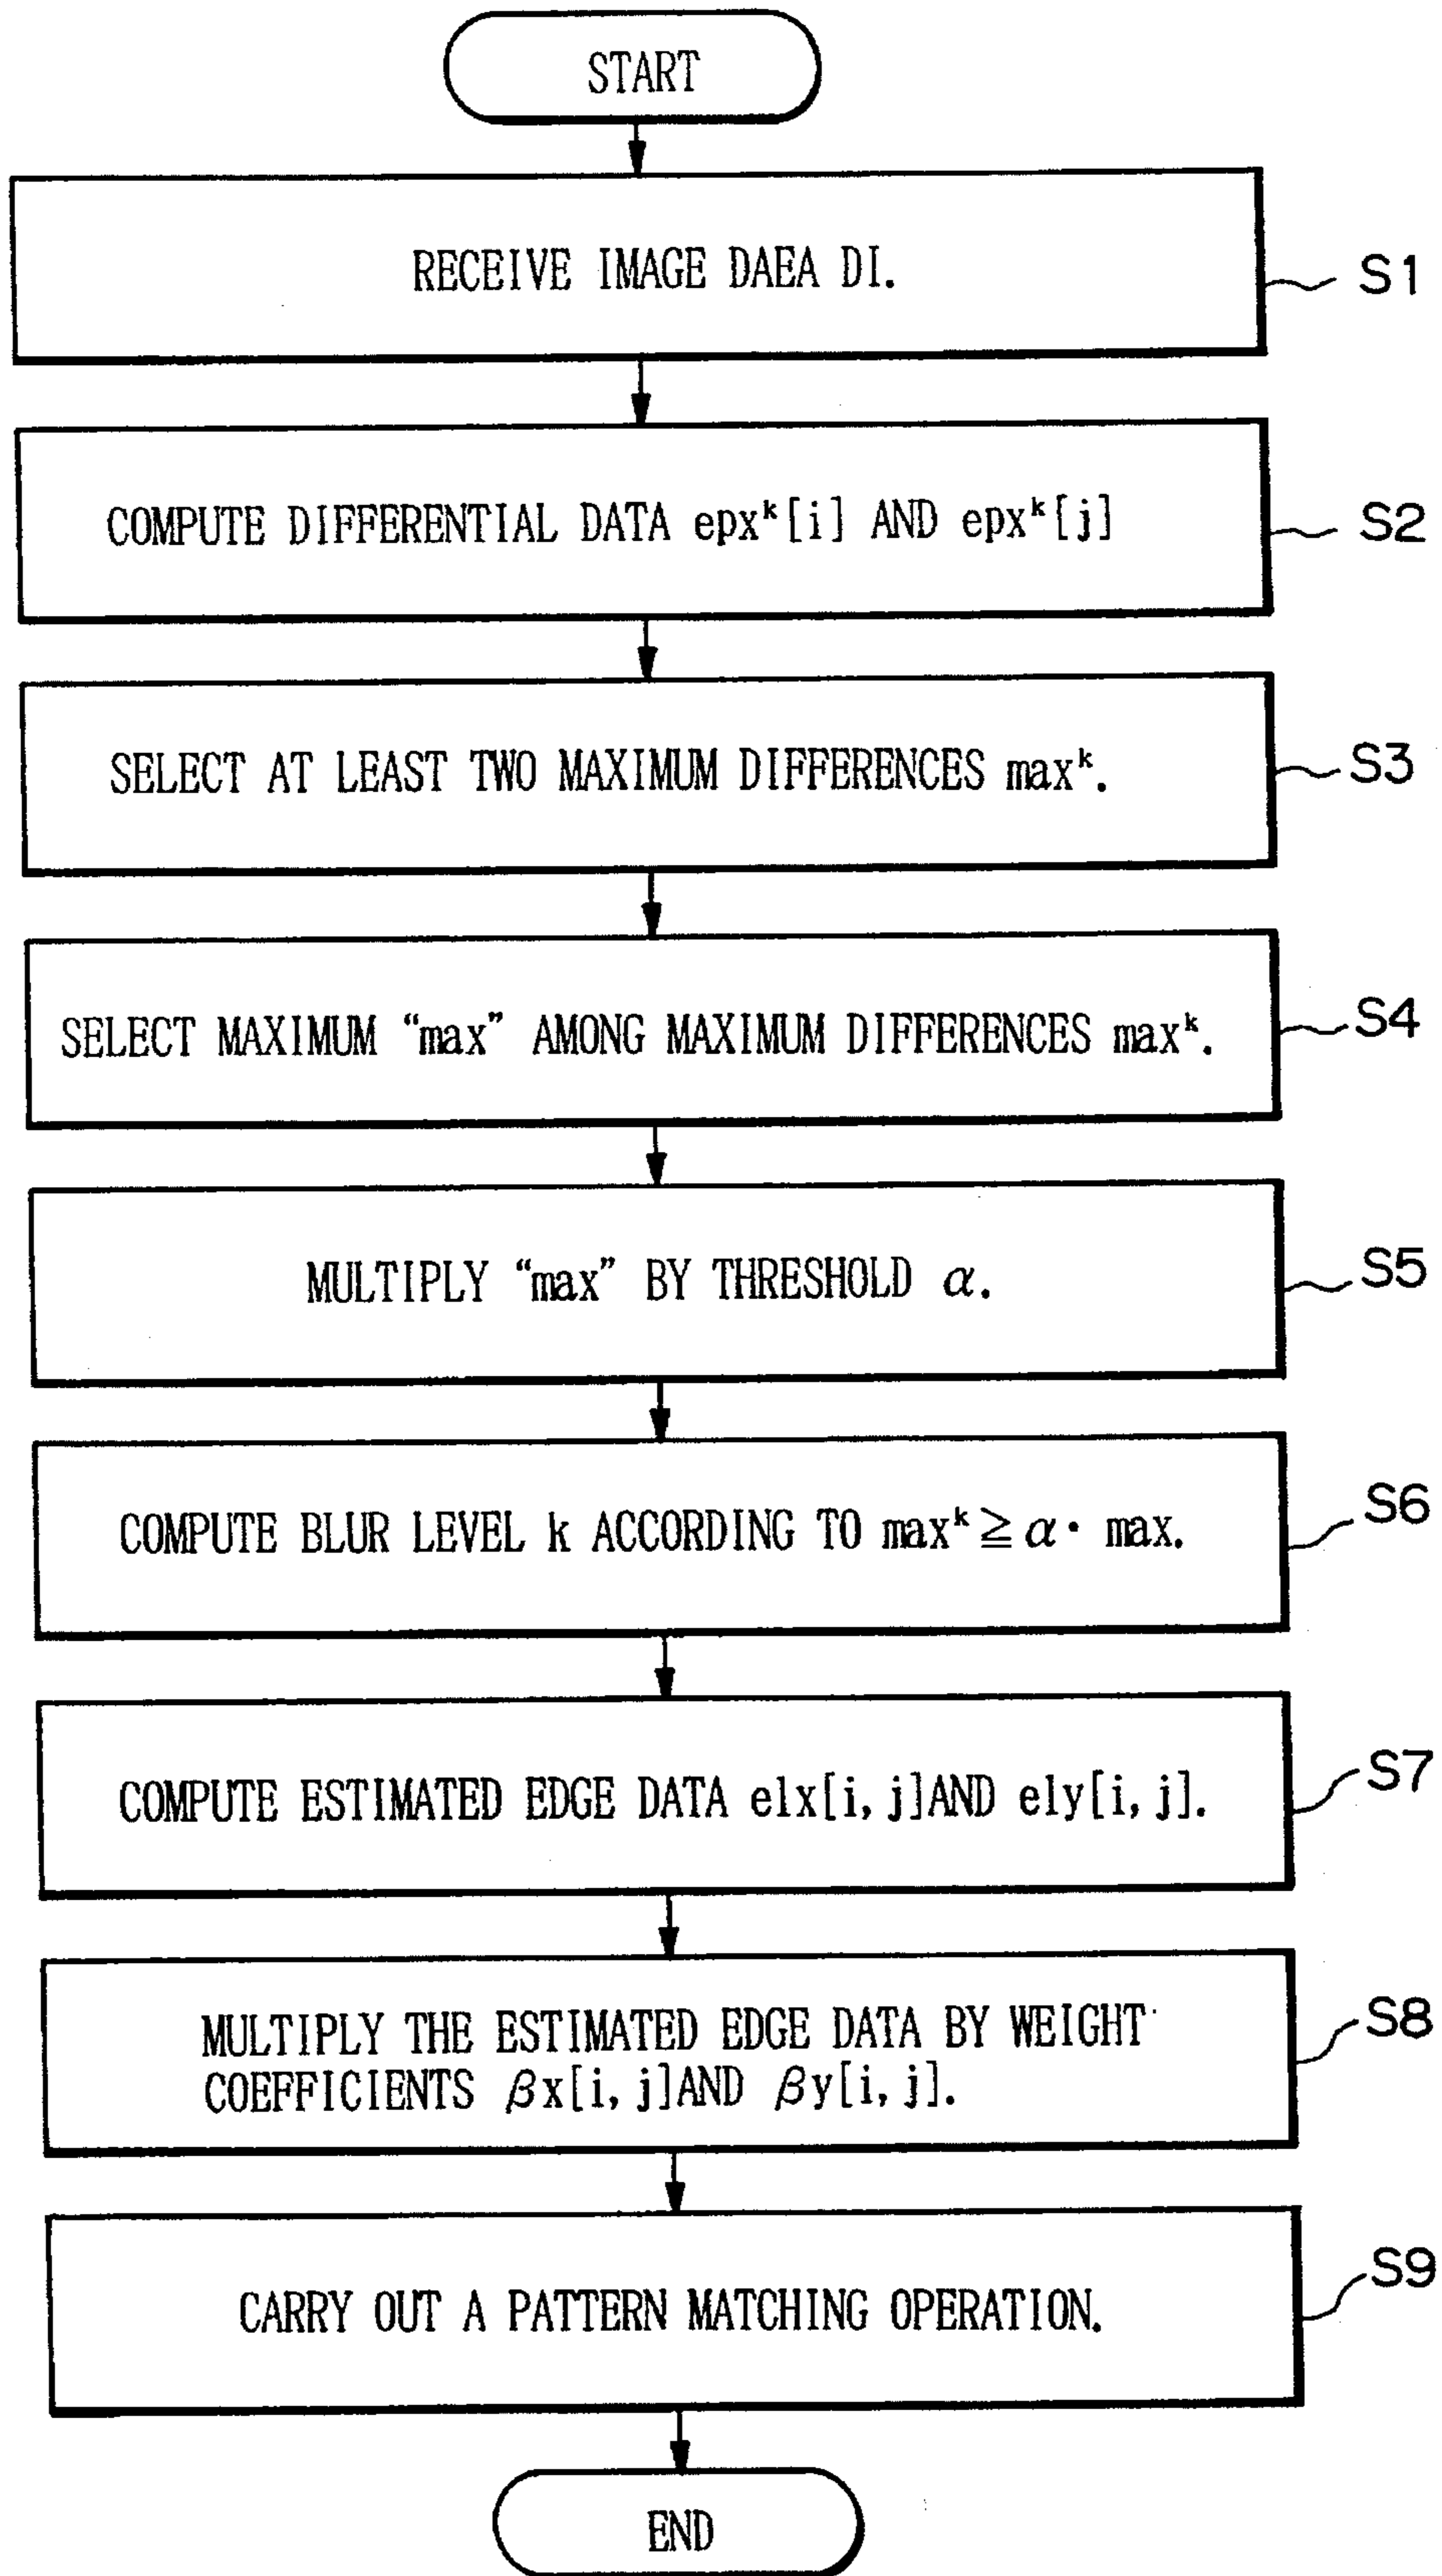 START
RECEIVE IMAGE DAEA DI.
S1
COMPUTE DIFFERENTIAL DATA epxᵏ[i] AND epxᵏ[j]
S2
SELECT AT LEAST TWO MAXIMUM DIFFERENCES maxᵏ.
S3
SELECT MAXIMUM “max” AMONG MAXIMUM DIFFERENCES maxᵏ.
S4
MULTIPLY “max” BY THRESHOLD α.
S5
COMPUTE BLUR LEVEL k ACCORDING TO maxᵏ≧α· max.
S6
COMPUTE ESTIMATED EDGE DATA elx[i, j]AND ely[i, j].
S7
MULTIPLY THE ESTIMATED EDGE DATA BY WEIGHT
COEFFICIENTS βx[i, j]AND βy[i, j].
S8
CARRY OUT A PATTERN MATCHING OPERATION.
S9
END